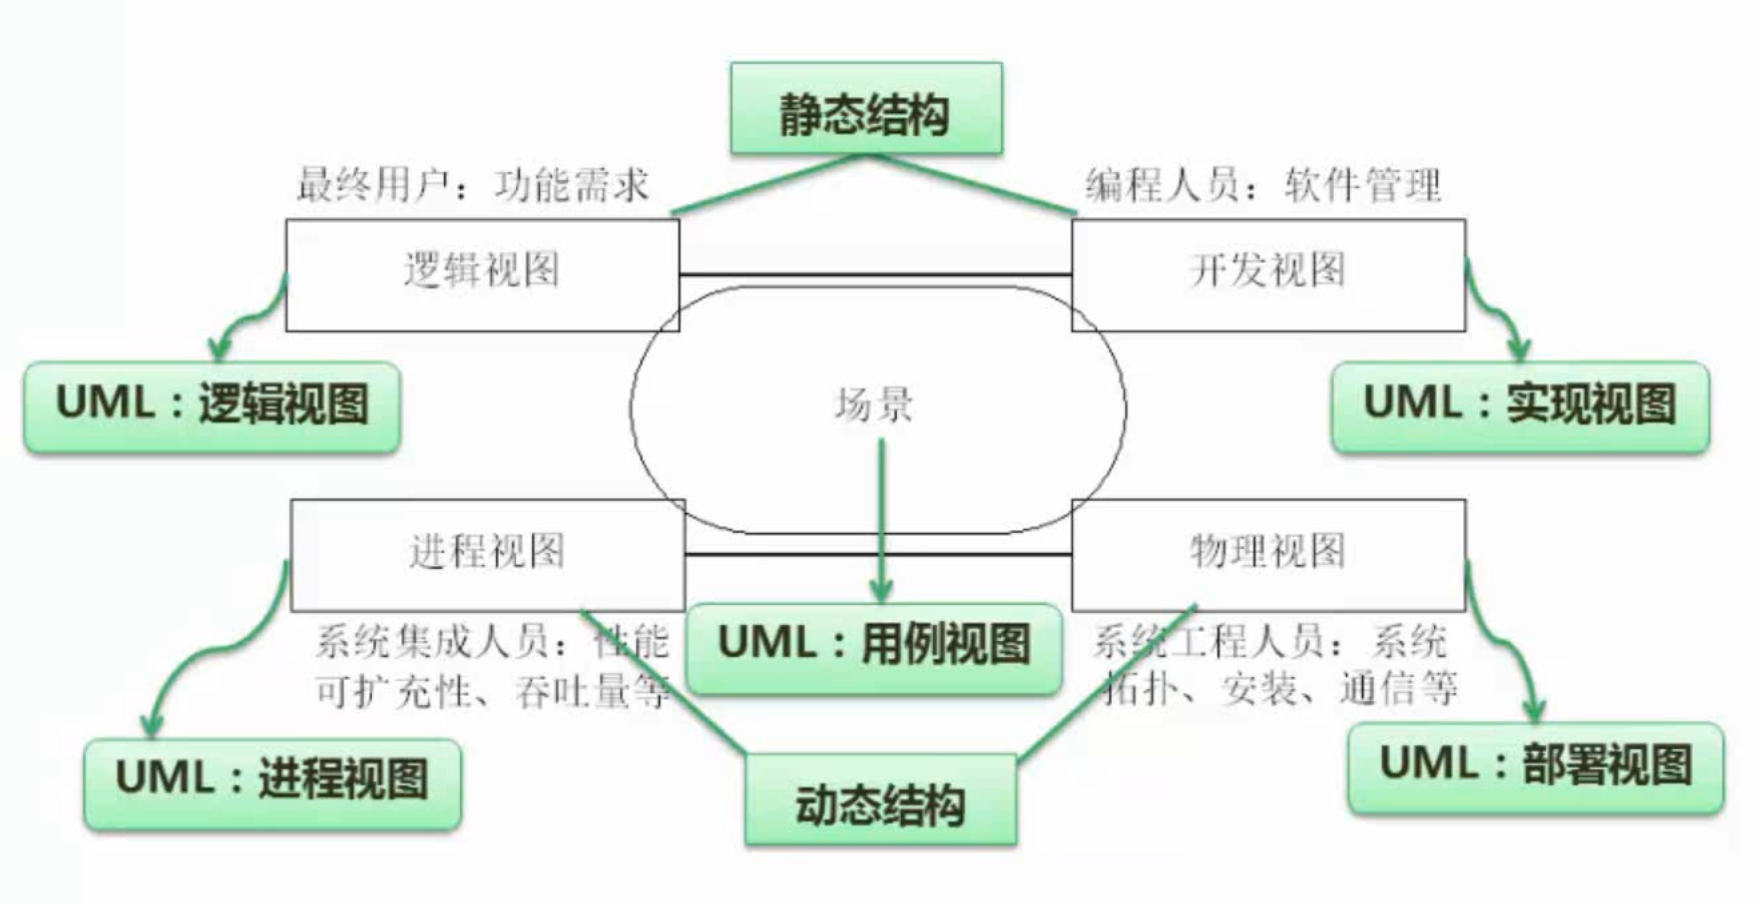 静态结构
最终用户：功能需求
编程人员：软件管理
逻辑视图
开发视图
UML：逻辑视图
场景
UML：实现视图
进程视图
物理视图
系统集成人员：性能
可扩充性、吞吐量等
UML：用例视图
系统工程人员：系统
拓扑、安装、通信等
UML：进程视图
动态结构
UML：部署视图